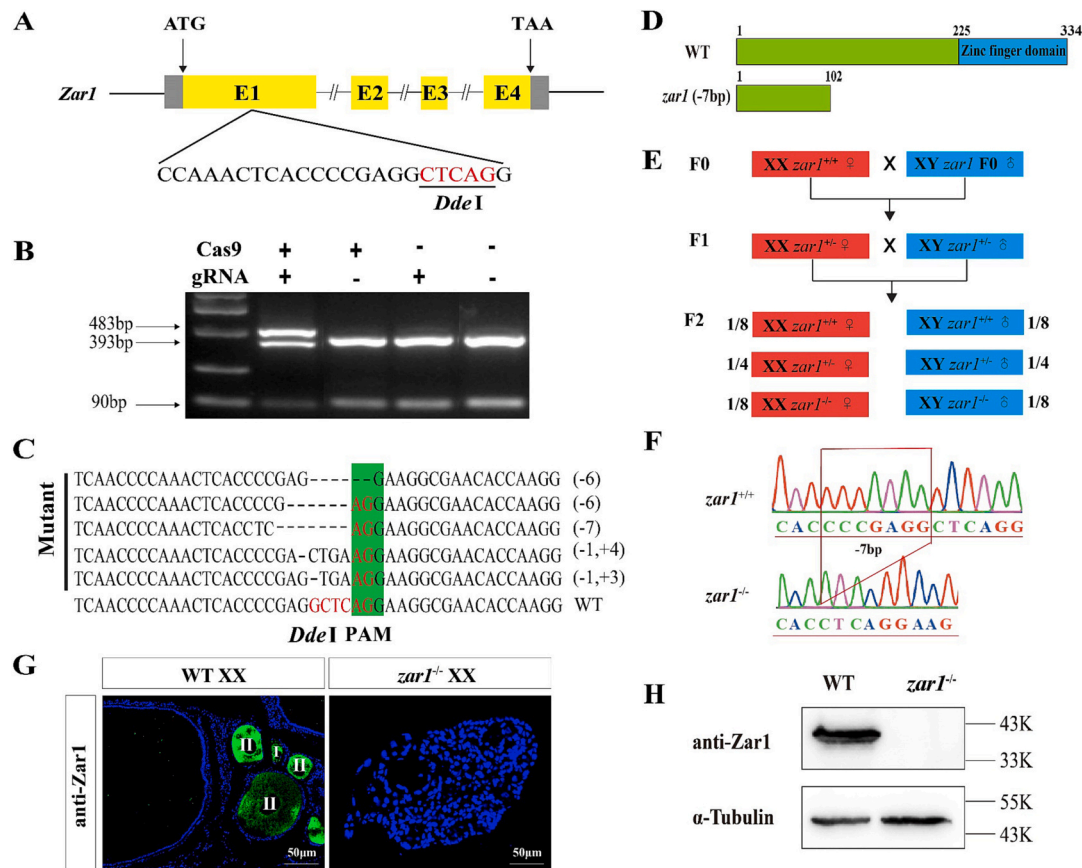 A
ATG TAA
Zar1
E1 E2 E3 E4
CCAAACTCACCCCGAGGCTCAGG
DdeI
B
Cas9 + + - -
gRNA + - + -
483bp
393bp
90bp
C
Mutant
TCAACCCCAAACTCACCCCGAG------GAAGGCGAACACCAAGG (-6)
TCAACCCCAAACTCACCCCG------AGGAAGGCGAACACCAAGG (-6)
TCAACCCCAAACTCACCTC-------AGGAAGGCGAACACCAAGG (-7)
TCAACCCCAAACTCACCCCGA-CTGAAGGAAGGCGAACACCAAGG (-1,+4)
TCAACCCCAAACTCACCCCGAG-TGAAGGAAGGCGAACACCAAGG (-1,+3)
TCAACCCCAAACTCACCCCGAGGCTCAGGAAGGCGAACACCAAGG WT
DdeI PAM
D
1 225 334
WT
Zinc finger domain
1 102
zar1 (-7bp)
E
F0 XX zar1+/+ ♀ X XY zar1 F0 ♂
F1 XX zar1+/- ♀ X XY zar1+/- ♂
F2
1/8 XX zar1+/+ ♀ XY zar1+/+ ♂ 1/8
1/4 XX zar1+/- ♀ XY zar1+/- ♂ 1/4
1/8 XX zar1-/- ♀ XY zar1-/- ♂ 1/8
F
zar1+/+
CACCCCGAGGCTCAGG
-7bp
zar1-/-
CACCTCAGGAAG
G
WT XX zar1-/- XX
anti-Zar1
II I II
II
50μm 50μm
H
WT zar1-/-
anti-Zar1
43K
33K
α-Tubulin
55K
43K